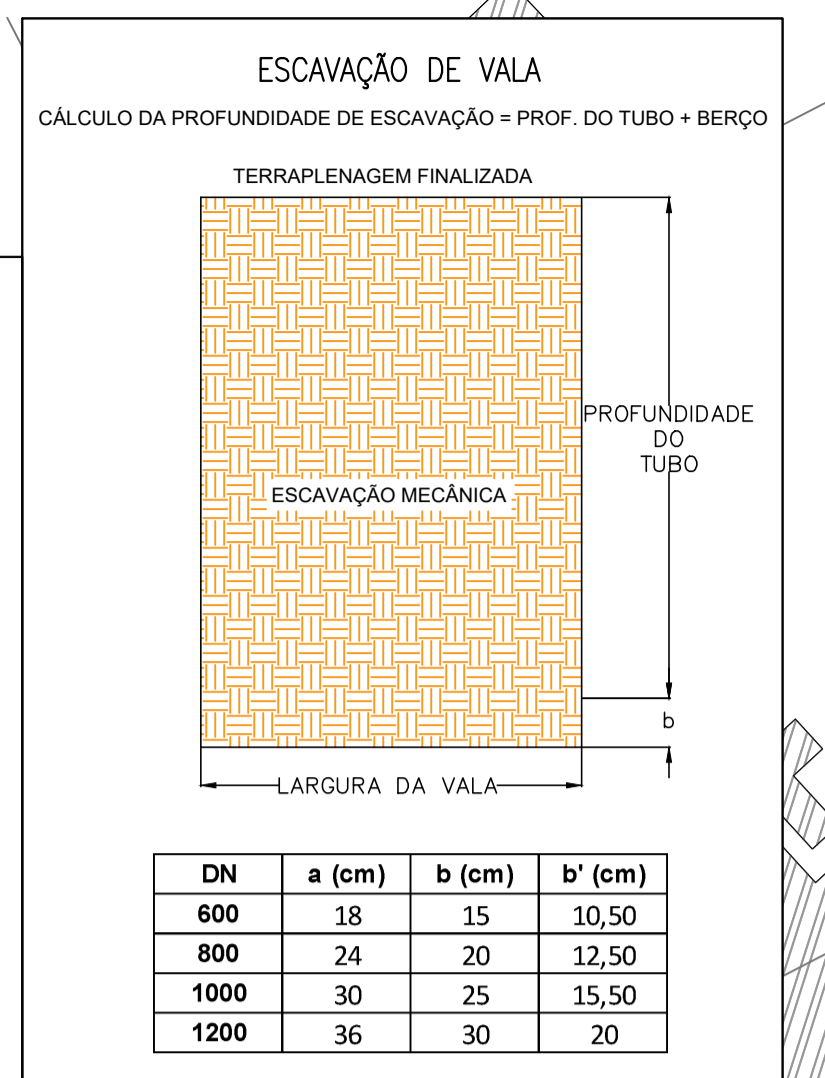 ESCAVAÇÃO DE VALA
CÁLCULO DA PROFUNDIDADE DE ESCAVAÇÃO = PROF. DO TUBO + BERÇO
TERRAPLENAGEM FINALIZADA
PROFUNDIDADE
DO
TUBO
ESCAVAÇÃO MECÂNICA
b
LARGURA DA VALA
DN a (cm) b (cm) b' (cm)
600 18 15 10,50
800 24 20 12,50
1000 30 25 15,50
1200 36 30 20